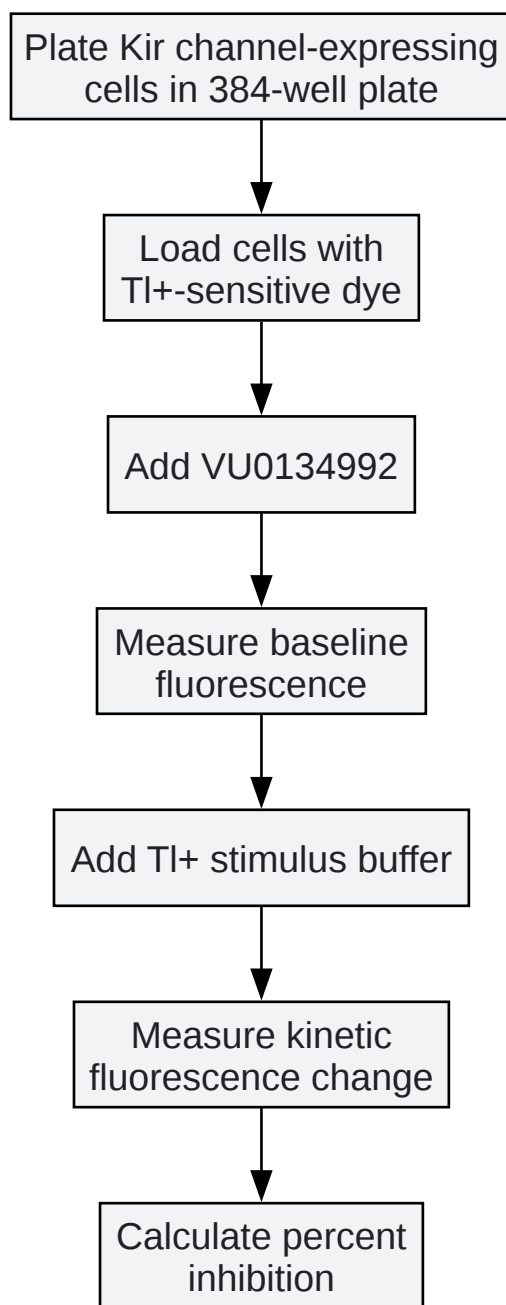 Plate Kir channel-expressing
cells in 384-well plate
Load cells with
Tl+-sensitive dye
Add VU0134992
Measure baseline
fluorescence
Add Tl+ stimulus buffer
Measure kinetic
fluorescence change
Calculate percent
inhibition